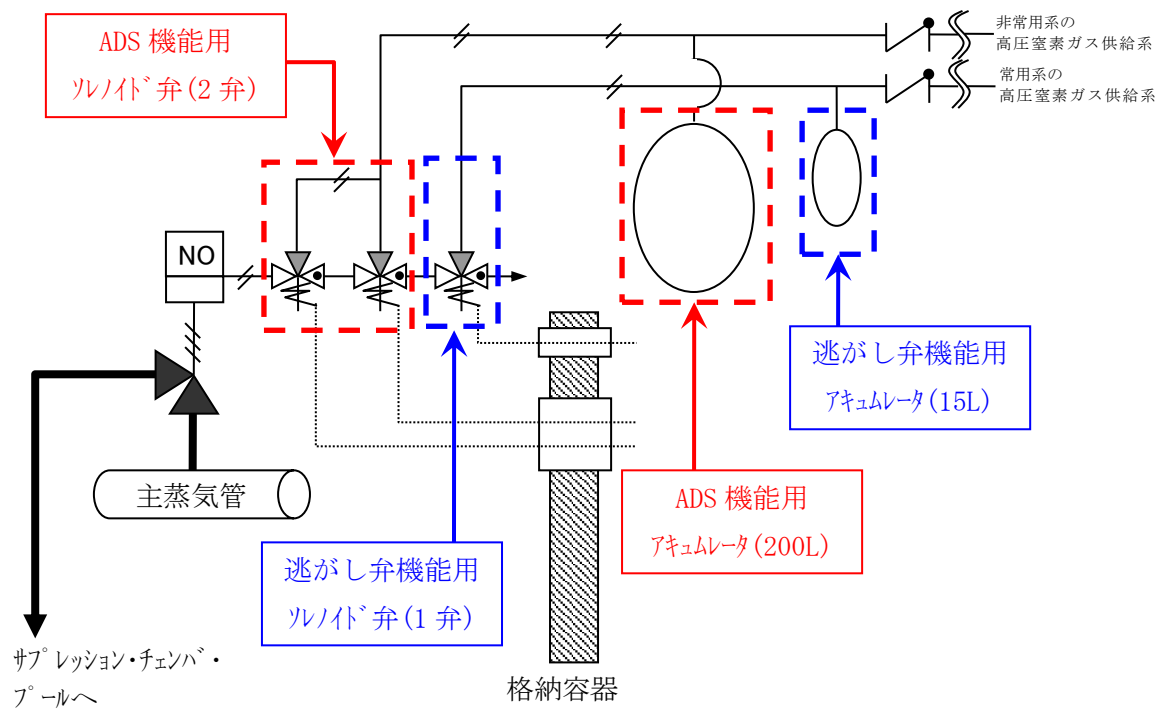 ADS 機能用
ソレノイド弁(2 弁)
非常用系の
高圧窒素ガス供給系
常用系の
高圧窒素ガス供給系
NO
逃がし弁機能用
アキュムレータ(15L)
主蒸気管
ADS 機能用
アキュムレータ(200L)
逃がし弁機能用
ソレノイド弁(1 弁)
サプレッション・チェンバ・
プールへ
格納容器